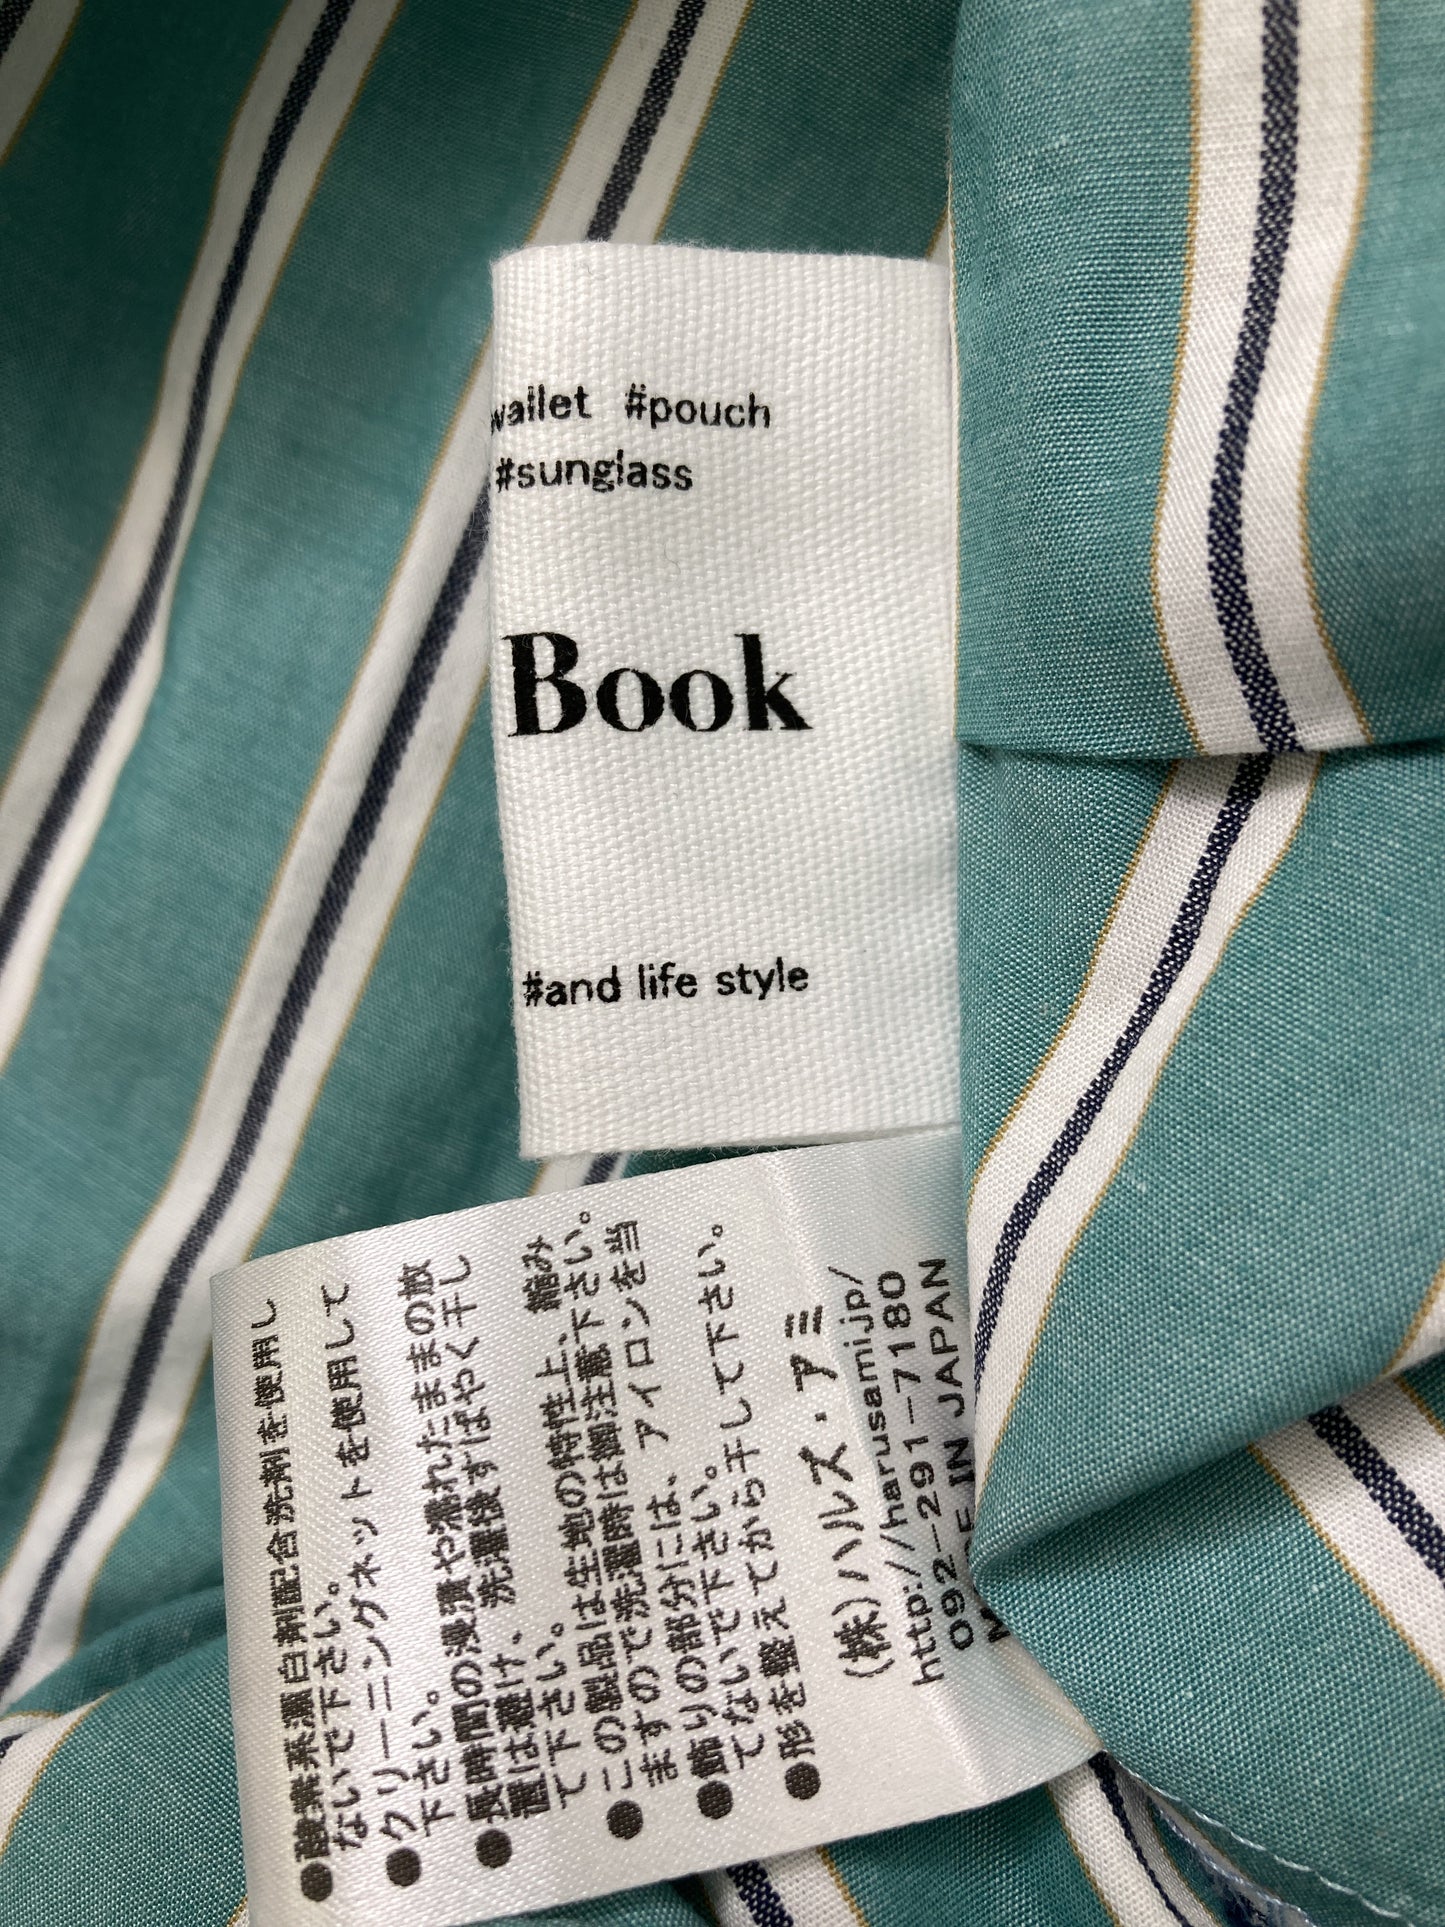 wallet #pouch
#sunglass
Book
#and life style
●酸素系漂白剤配合洗剤を使用し
ないで下さい。
●クリーニングネットを使用して
下さい。
●長時間の浸漬や濡れたままの放
置は避け、洗濯後すばやく干し
て下さい。
●この製品は生地の特性上、縮み
ますので洗濯時は御注意下さい。
●飾りの部分には、アイロンを当
てないで下さい。
●形を整えてから干して下さい。
(株)ハルズ.アミ
http://harusamijp/
092-291-7180
IN JAPAN